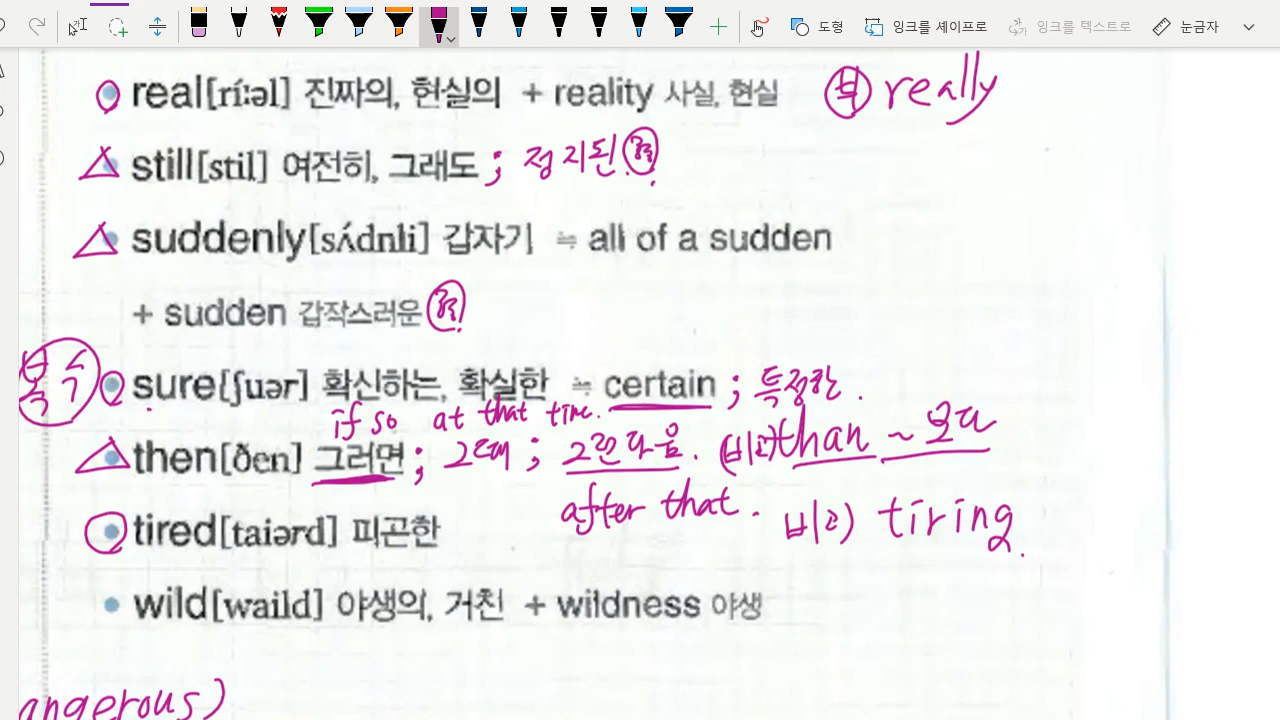 도형 잉크를 셰이프로 잉크를 텍스트로 눈금자
real[ríːəl] 진짜의, 현실의 + reality 사실, 현실 부 really
still[stil] 여전히, 그래도 ; 정지된 형
suddenly[sʌ́dnli] 갑자기 ≒ all of a sudden
+ sudden 갑작스러운 형
복수 sure[ʃuər] 확신하는, 확실한 ≒ certain ; 특정한.
if so at that time.
then[ðen] 그러면 ; 그때 ; 그런 다음. (비교) than ~보다
after that.
tired[taiərd] 피곤한 비교) tiring
wild[waild] 야생의, 거친 + wildness 야생
angerous)